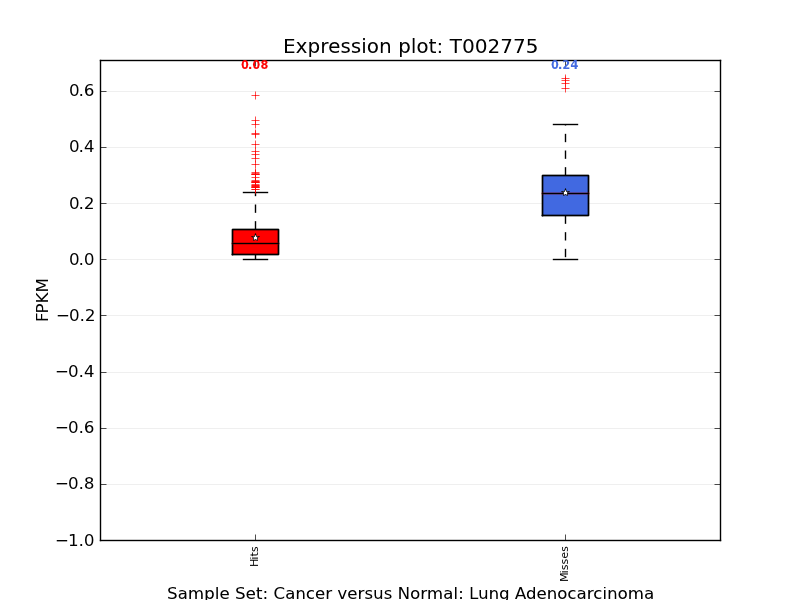 Expression plot: T002775
0.08
0.24
0.6
0.4
0.2
0.0
−0.2
−0.4
−0.6
−0.8
−1.0
FPKM
Hits
Misses
Sample Set: Cancer versus Normal: Lung Adenocarcinoma